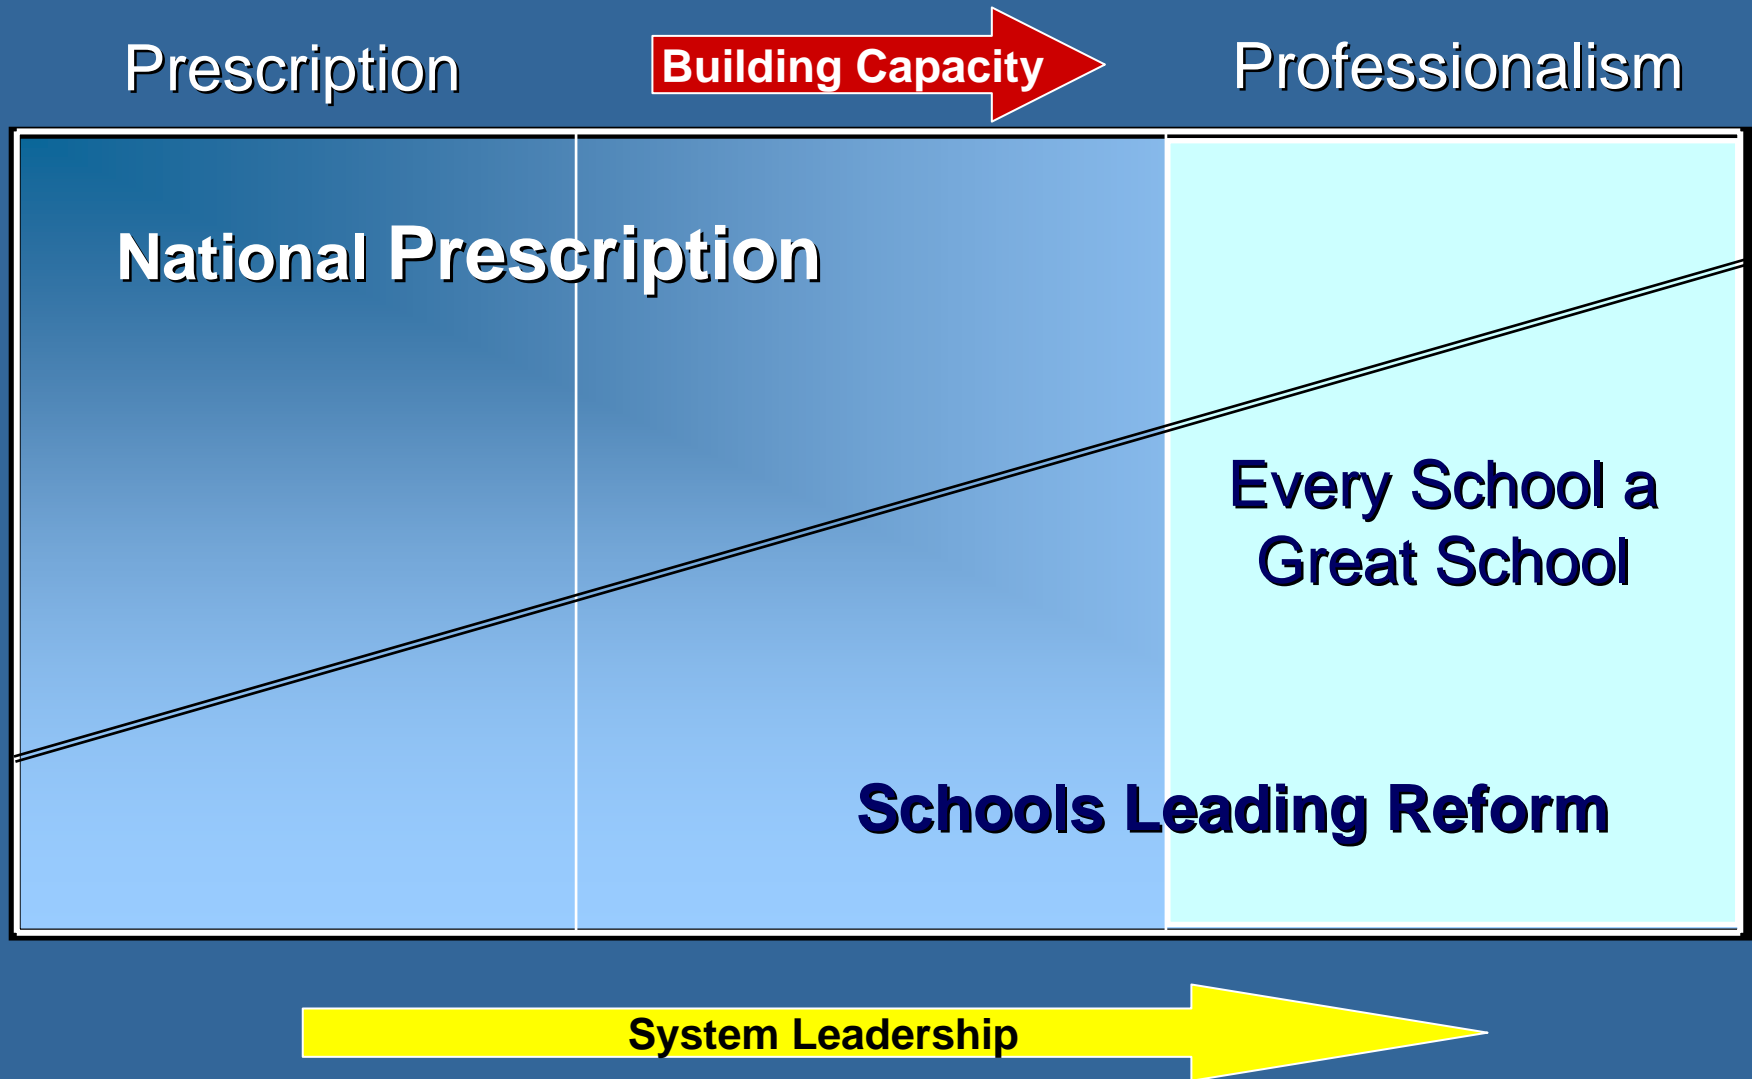 Prescription
Building Capacity
Professionalism
National Prescription
Every School a
Great School
Schools Leading Reform
System Leadership